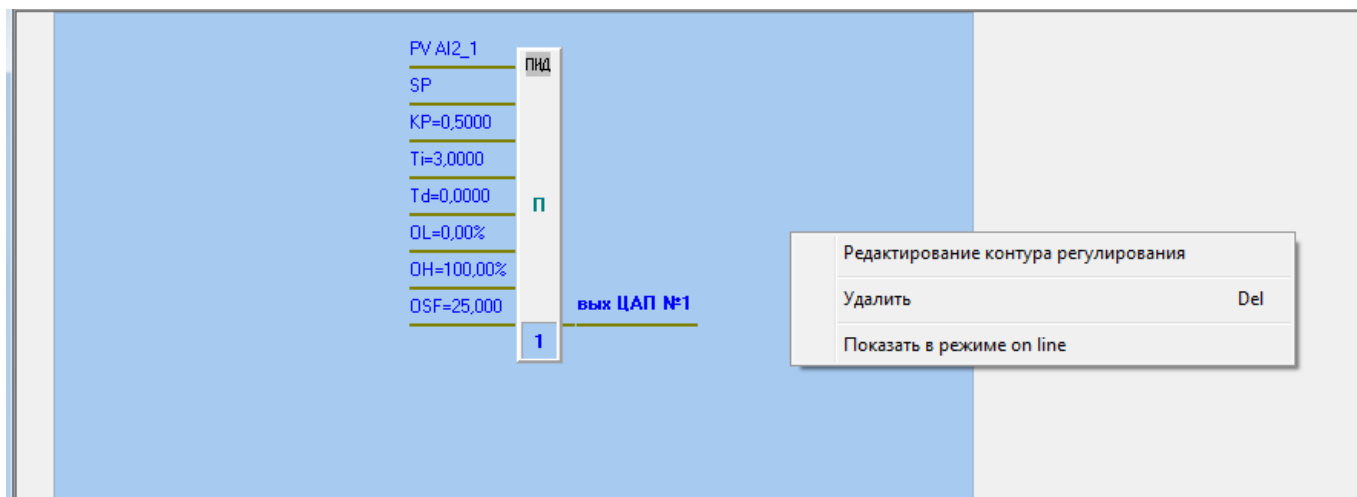 PV AI2_1
ПИД
SP
KP=0,5000
Ti=3,0000
Td=0,0000
П
OL=0,00%
OH=100,00%
OSF=25,000
вых ЦАП №1
1
Редактирование контура регулирования
Удалить Del
Показать в режиме on line